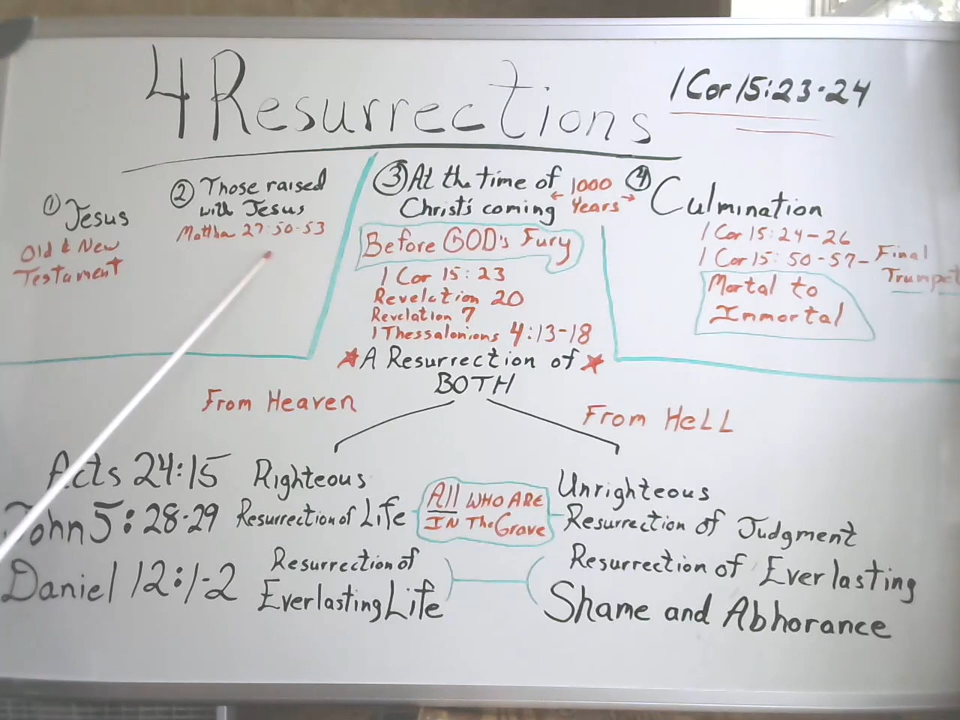 4 Resurrections
1 Cor 15:23-24
① Jesus
Old & New
Testament
② Those raised
with Jesus
Matthw 27:50-53
③ At the time of
Christ's coming
1000
Years
Before GOD's Fury
1 Cor 15:23
Revelation 20
Revelation 7
1 Thessalonions 4:13-18
④ Culmination
1 Cor 15:24-26
1 Cor 15:50-57- Final
Trumpet
Mortal to
Inmortal
A Resurrection of
BOTH
From Heaven
From HeLL
Acts 24:15 Righteous
Unrighteous
John 5:28-29 Resurrection of Life
All WHO ARE
IN The Grave
Resurrection of Judgment
Daniel 12:1-2 Resurrection of
Everlasting Life
Resurrection of Everlasting
Shame and Abhorance